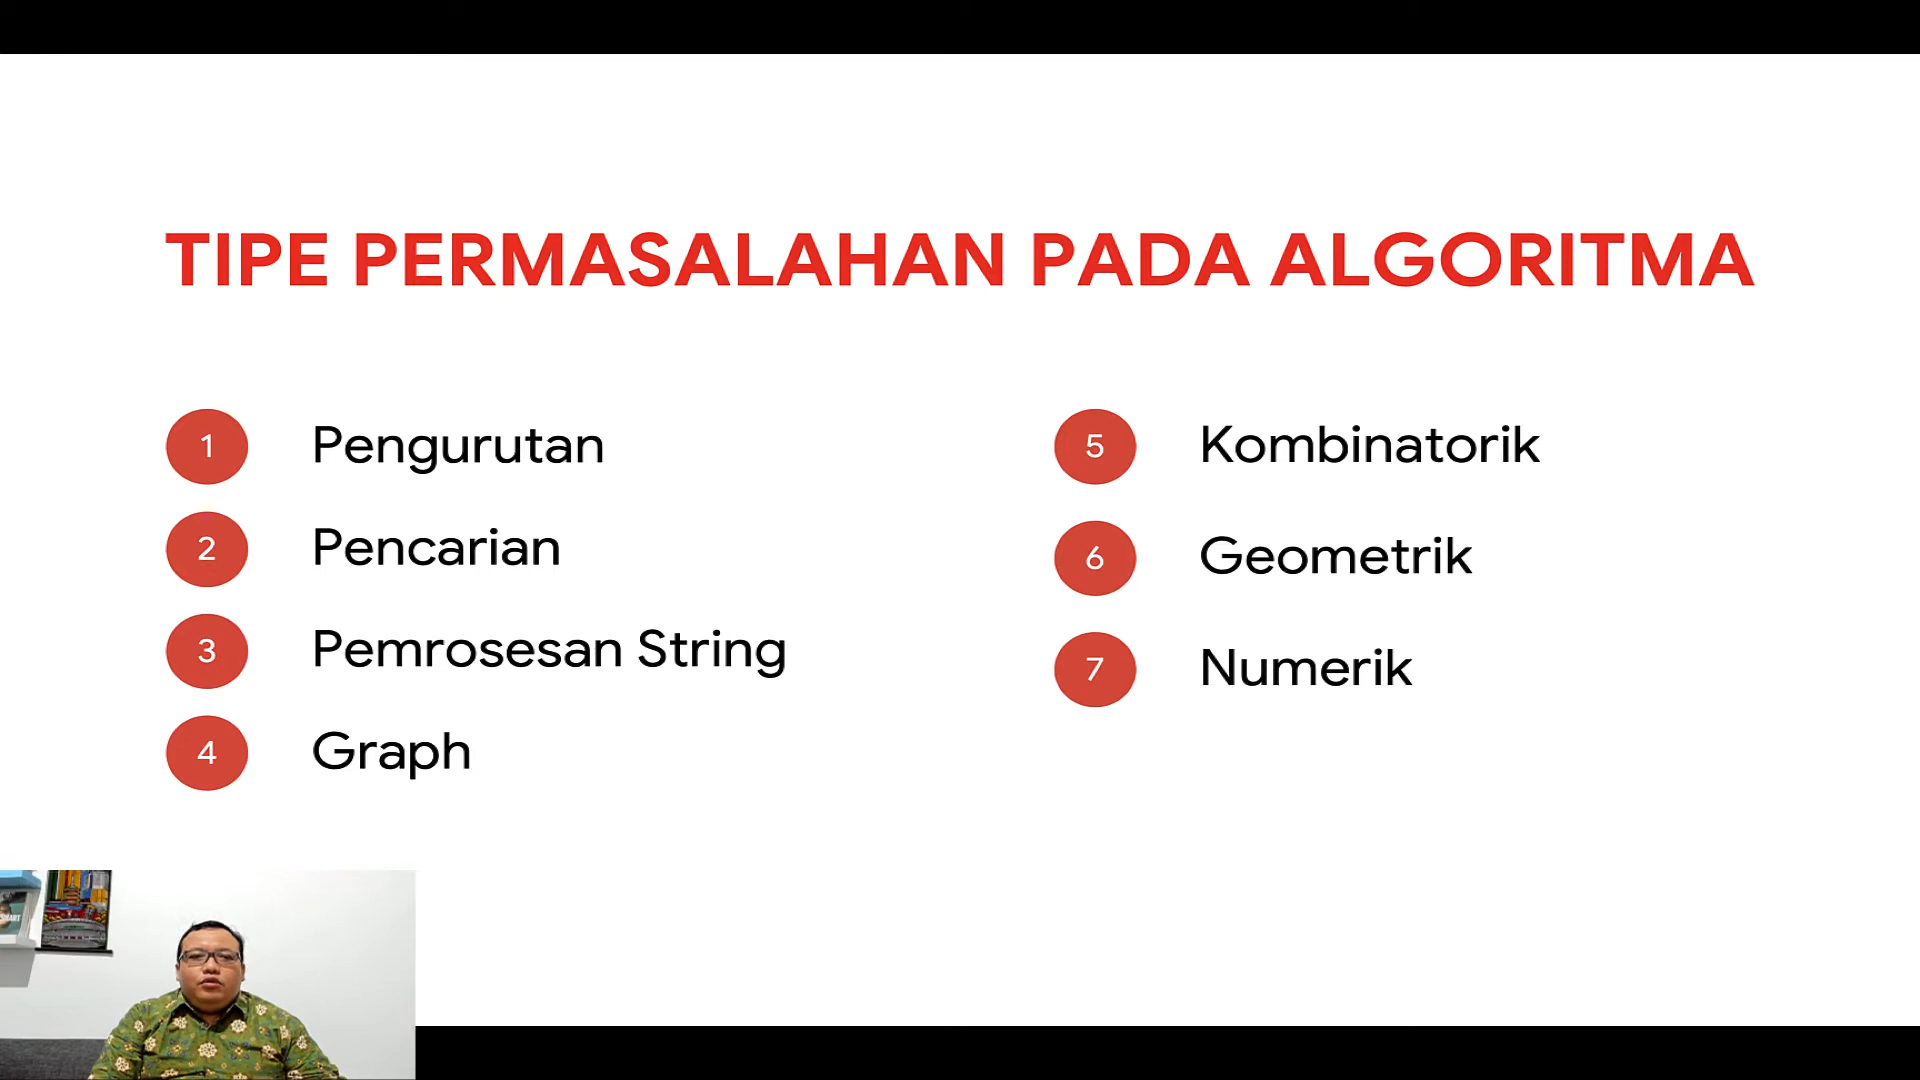 TIPE PERMASALAHAN PADA ALGORITMA
1 Pengurutan
2 Pencarian
3 Pemrosesan String
4 Graph
5 Kombinatorik
6 Geometrik
7 Numerik